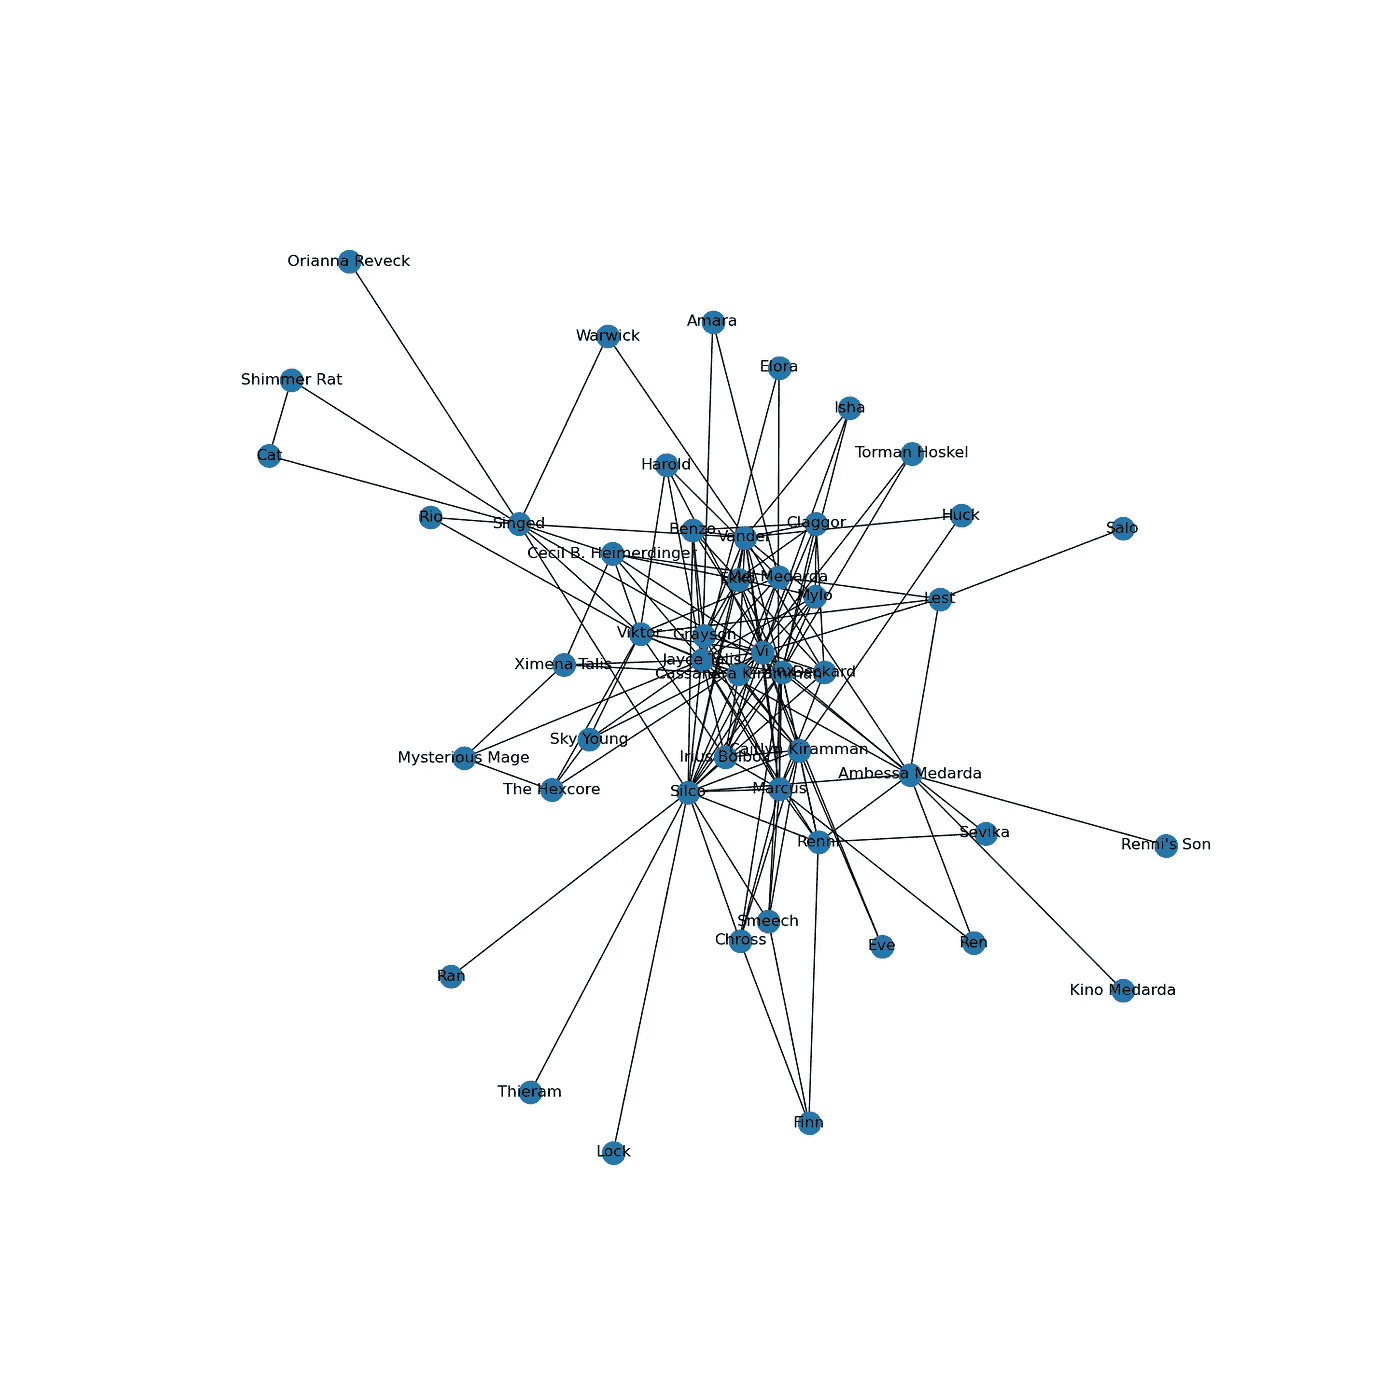 Orianna Reveck
Amara
Warwick
Elora
Shimmer Rat
Isha
Torman Hoskel
Cat
Harold
Huck
Rio
Singed
Claggor
Salo
Benzo
Vander
Cecil B. Heimerdinger
Ekko
Mel Medarda
Mylo
Lest
Viktor
Grayson
Vi
Jayce Talis
Ximena Talis
Cassandra Kiramman
Deckard
Sky Young
Caitlyn Kiramman
Mysterious Mage
Irius Bolbok
Ambessa Medarda
The Hexcore
Silco
Marcus
Sevika
Renni
Renni's Son
Smeech
Chross
Eve
Ren
Ran
Kino Medarda
Thieram
Finn
Lock